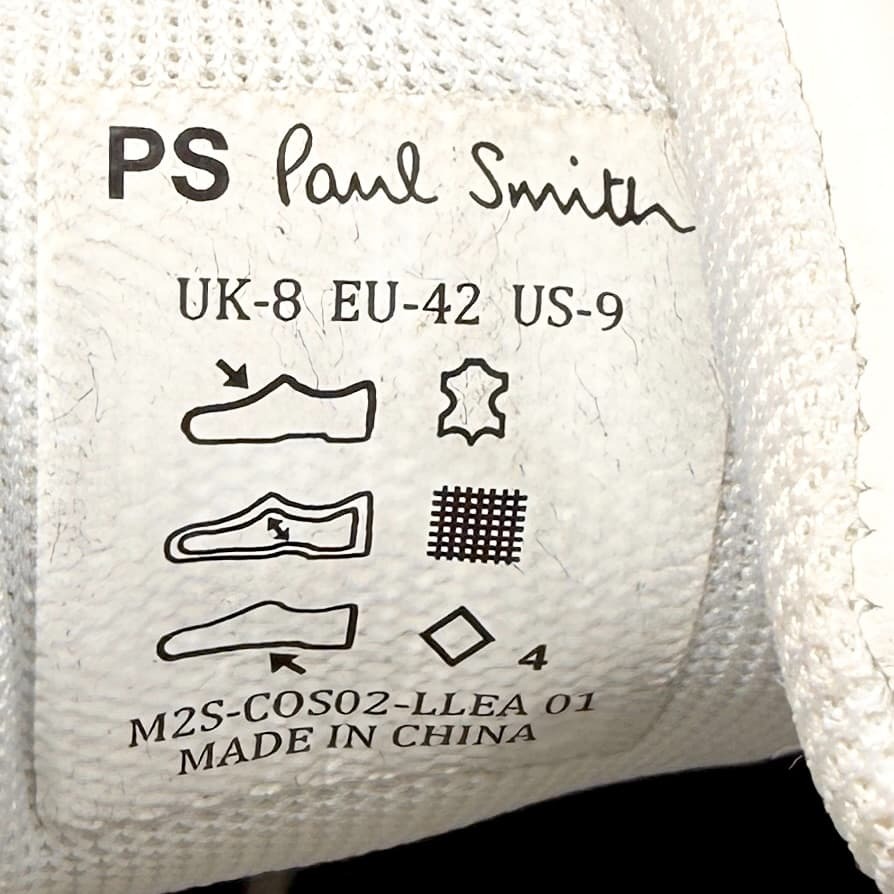 PS Paul Smith
UK-8 EU-42 US-9
4
M2S-COS02-LLEA 01
MADE IN CHINA